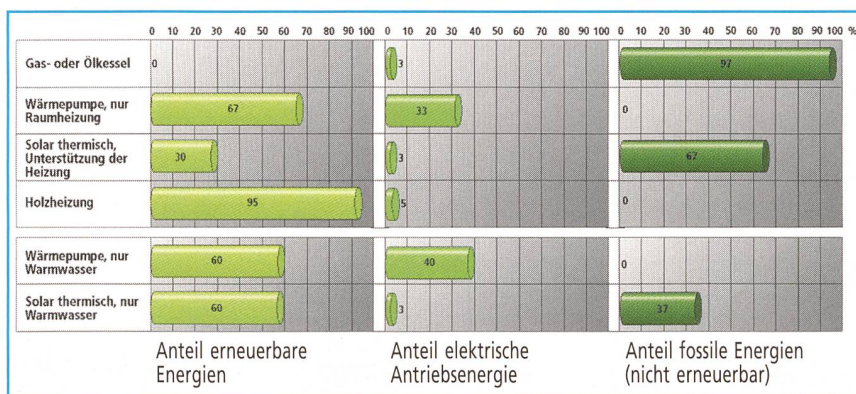 0 10 20 30 40 50 60 70 80 90 100 0 10 20 30 40 50 60 70 80 90 100 0 10 20 30 40 50 60 70 80 90 100 %
Gas- oder Ölkessel 0 3 97
Wärmepumpe, nur
Raumheizung 67 33 0
Solar thermisch,
Unterstützung der
Heizung 30 3 67
Holzheizung 95 5 0
Wärmepumpe, nur
Warmwasser 60 40 0
Solar thermisch, nur
Warmwasser 60 3 37
Anteil erneuerbare
Energien
Anteil elektrische
Antriebsenergie
Anteil fossile Energien
(nicht erneuerbar)